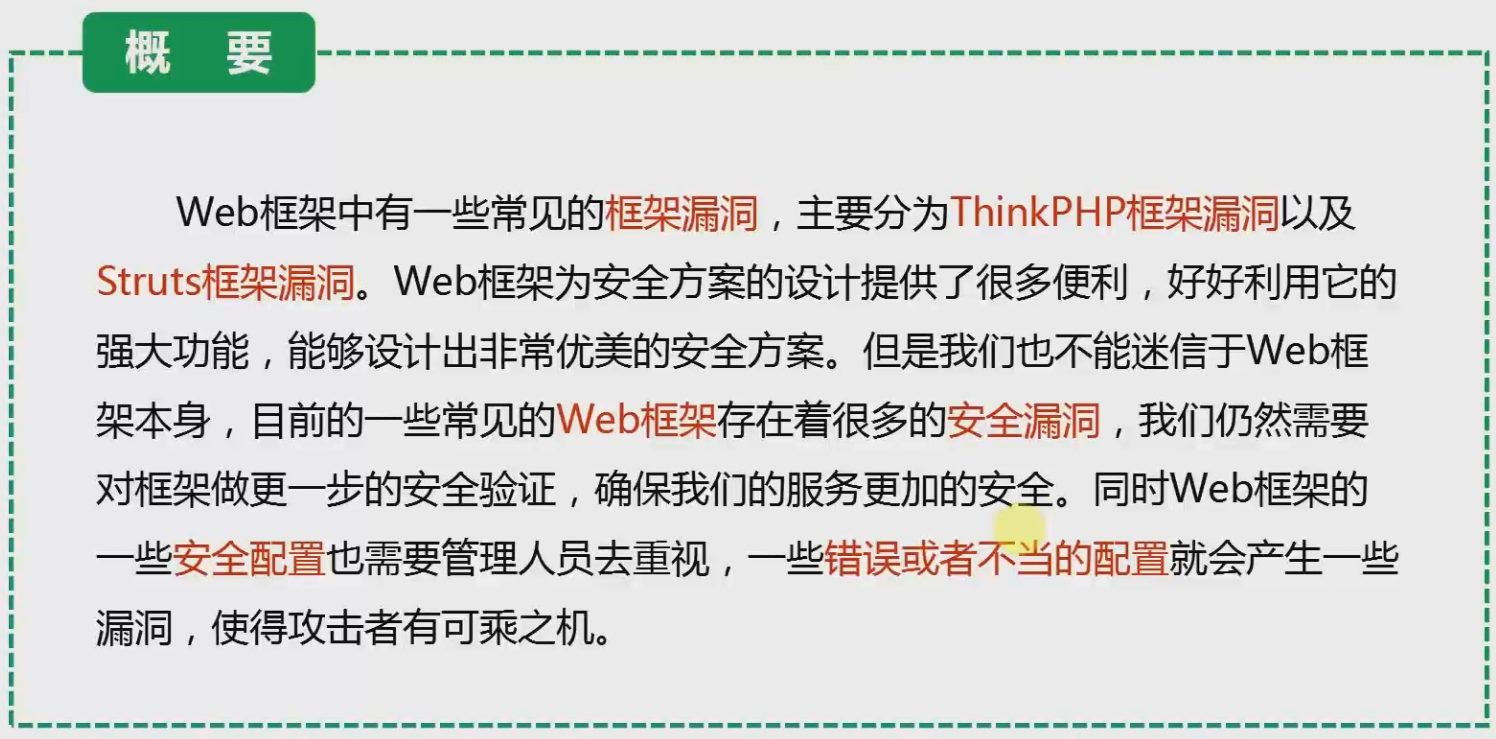 概 要
Web框架中有一些常见的框架漏洞，主要分为ThinkPHP框架漏洞以及
Struts框架漏洞。Web框架为安全方案的设计提供了很多便利，好好利用它的
强大功能，能够设计出非常优美的安全方案。但是我们也不能迷信于Web框
架本身，目前的一些常见的Web框架存在着很多的安全漏洞，我们仍然需要
对框架做更一步的安全验证，确保我们的服务更加的安全。同时Web框架的
一些安全配置也需要管理人员去重视，一些错误或者不当的配置就会产生一些
漏洞，使得攻击者有可乘之机。